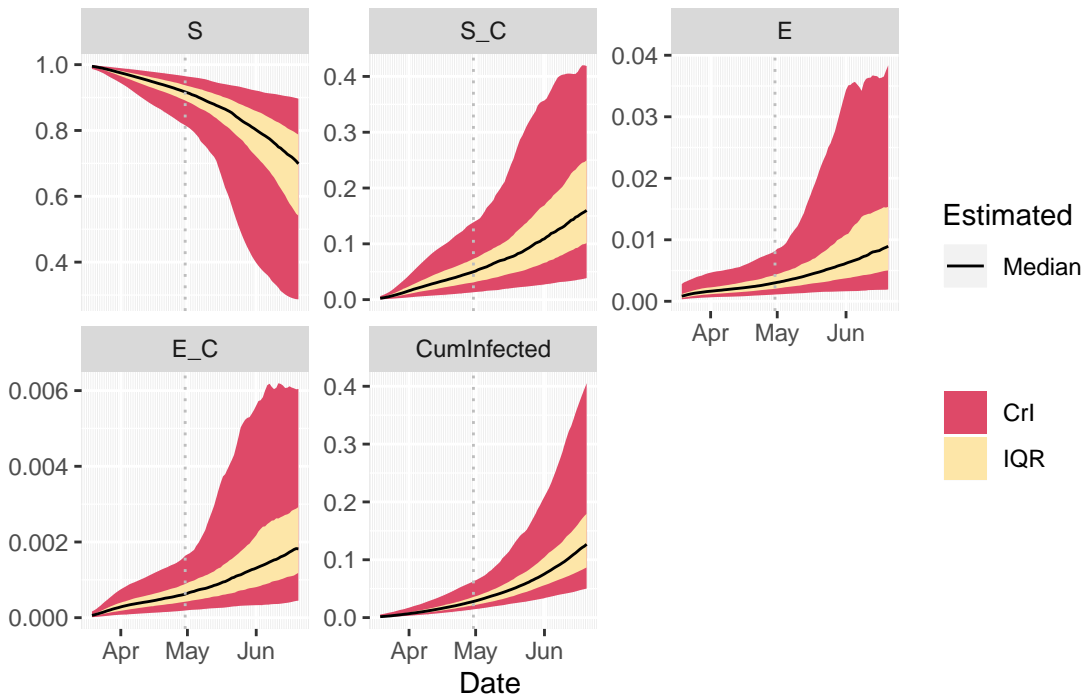 S
S_C
E
1.0
0.8
0.6
0.4
0.4
0.3
0.2
0.1
0.0
0.04
0.03
0.02
0.01
0.00
Apr May Jun
E_C
CumInfected
0.006
0.004
0.002
0.000
0.4
0.3
0.2
0.1
0.0
Apr May Jun
Apr May Jun
Date
Estimated
Median
CrI
IQR